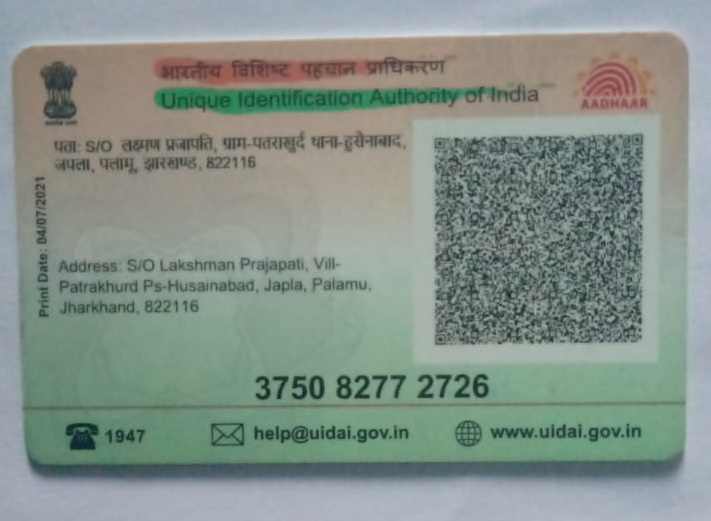 भारतीय विशिष्ट पहचान प्राधिकरण
Unique Identification Authority of India
AADHAAR
पता: S/O लक्ष्मण प्रजापति, ग्राम-पतराखुर्द थाना-हुसैनाबाद,
जपला, पलामू, झारखण्ड, 822116
Print Date: 04/07/2021
Address: S/O Lakshman Prajapati, Vill-
Patrakhurd Ps-Husainabad, Japla, Palamu,
Jharkhand, 822116
3750 8277 2726
1947
help@uidai.gov.in
www.uidai.gov.in